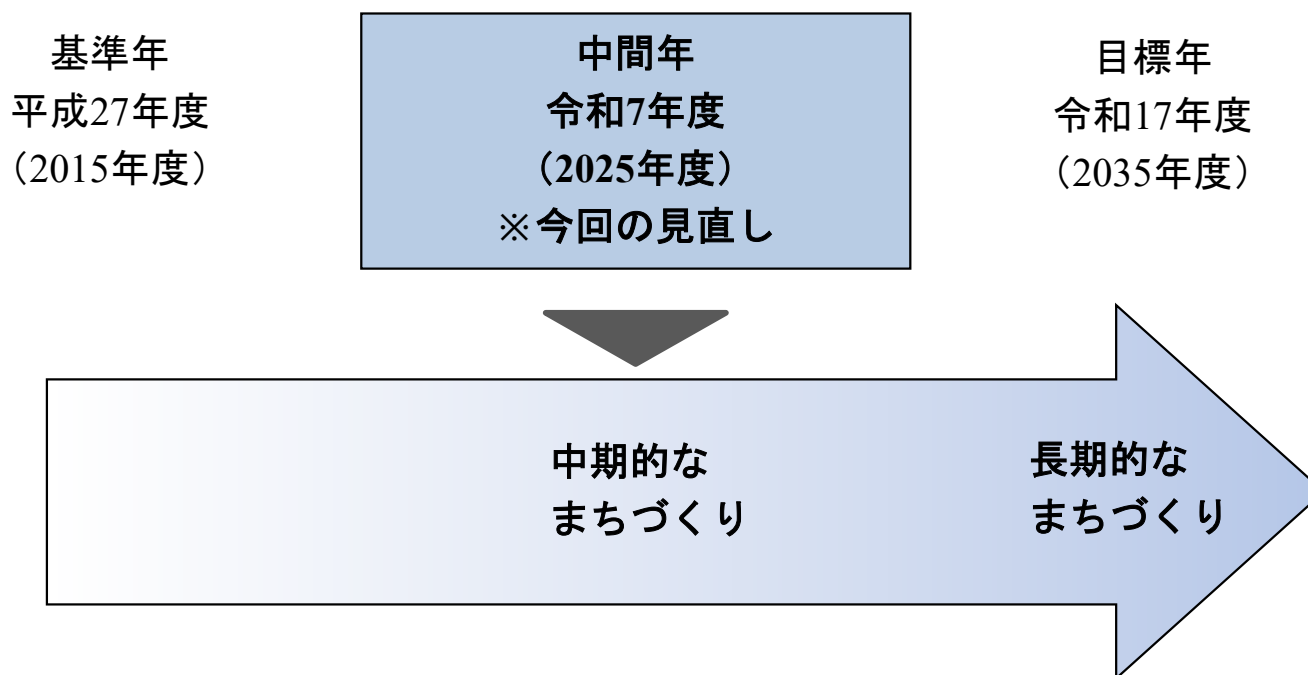 基準年
平成27年度
（2015年度）
中間年
令和7年度
（2025年度）
※今回の見直し
目標年
令和17年度
（2035年度）
中期的な
まちづくり
長期的な
まちづくり